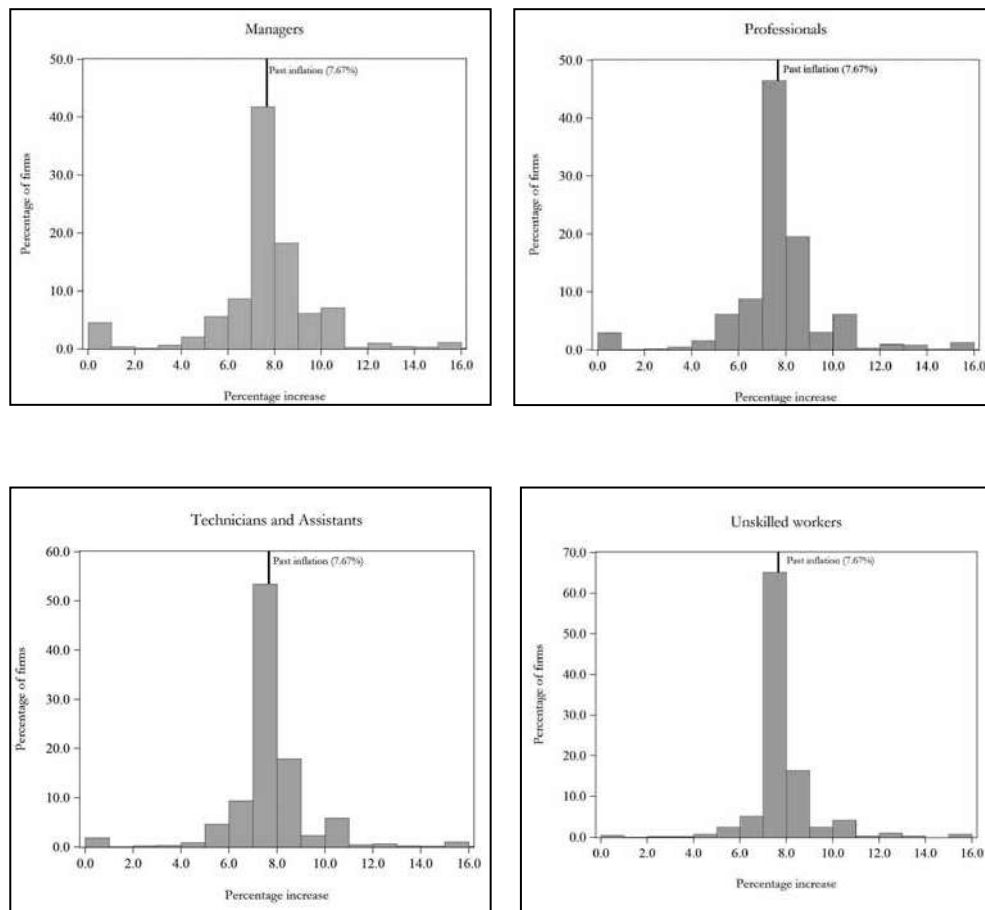 Managers
Past inflation (7.67%)
50.0
40.0
30.0
20.0
10.0
0.0
Percentage of firms
0.0 2.0 4.0 6.0 8.0 10.0 12.0 14.0 16.0
Percentage increase
Professionals
Past inflation (7.67%)
50.0
40.0
30.0
20.0
10.0
0.0
Percentage of firms
0.0 2.0 4.0 6.0 8.0 10.0 12.0 14.0 16.0
Percentage increase
Technicians and Assistants
Past inflation (7.67%)
60.0
50.0
40.0
30.0
20.0
10.0
0.0
Percentage of firms
0.0 2.0 4.0 6.0 8.0 10.0 12.0 14.0 16.0
Percentage increase
Unskilled workers
Past inflation (7.67%)
70.0
60.0
50.0
40.0
30.0
20.0
10.0
0.0
Percentage of firms
0.0 2.0 4.0 6.0 8.0 10.0 12.0 14.0 16.0
Percentage increase